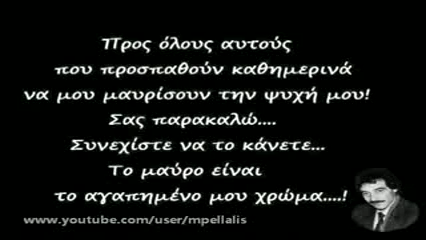 Προς όλους αυτούς
που προσπαθούν καθημερινά
να μου μαυρίσουν την ψυχή μου!
Σας παρακαλώ....
Συνεχίστε να το κάνετε...
Το μαύρο είναι
το αγαπημένο μου χρώμα....!
www.youtube.com/user/mpellalis